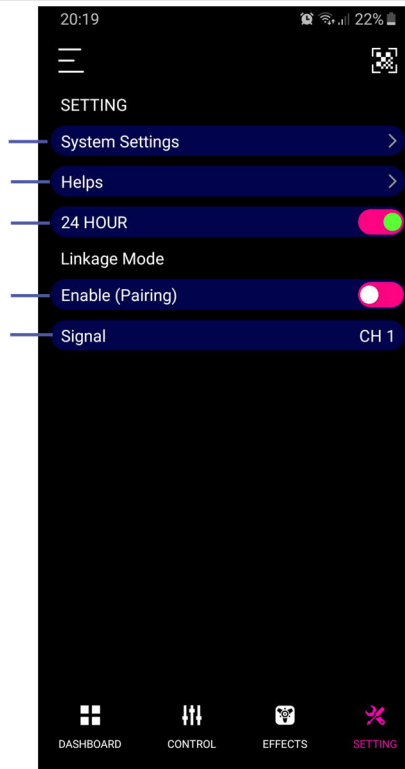 20:19 22%
SETTING
System Settings
Helps
24 HOUR
Linkage Mode
Enable (Pairing)
Signal CH 1
DASHBOARD CONTROL EFFECTS SETTING